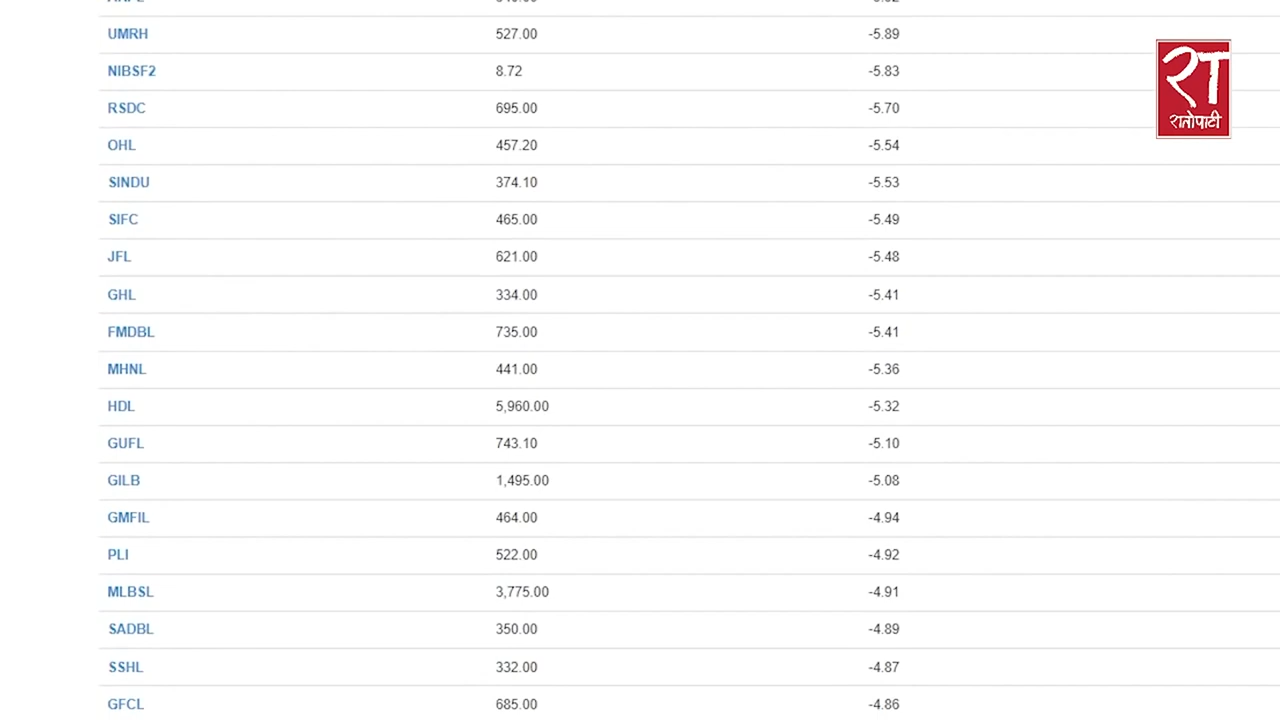 UMRH 527.00 -5.89
NIBSF2 8.72 -5.83
RSDC 695.00 -5.70
OHL 457.20 -5.54
SINDU 374.10 -5.53
SIFC 465.00 -5.49
JFL 621.00 -5.48
GHL 334.00 -5.41
FMDBL 735.00 -5.41
MHNL 441.00 -5.36
HDL 5,960.00 -5.32
GUFL 743.10 -5.10
GILB 1,495.00 -5.08
GMFIL 464.00 -4.94
PLI 522.00 -4.92
MLBSL 3,775.00 -4.91
SADBL 350.00 -4.89
SSHL 332.00 -4.87
GFCL 685.00 -4.86
रा
रातोपाटी